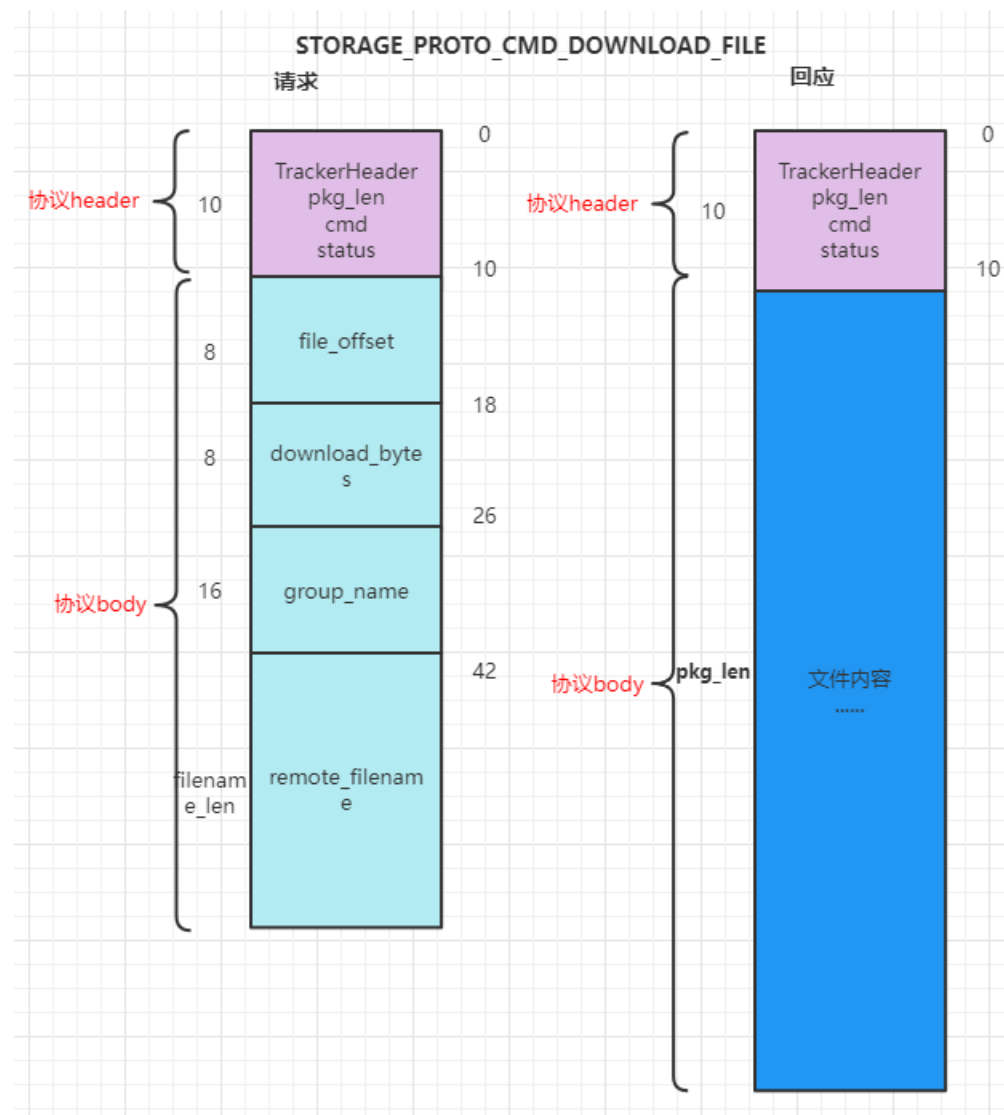 STORAGE_PROTO_CMD_DOWNLOAD_FILE
请求
回应
协议header
10
TrackerHeader
pkg_len
cmd
status
0
10
协议body
8
file_offset
18
8
download_byte
s
26
16
group_name
42
filenam
e_len
remote_filenam
e
协议header
10
TrackerHeader
pkg_len
cmd
status
0
10
协议body
pkg_len
文件内容
......